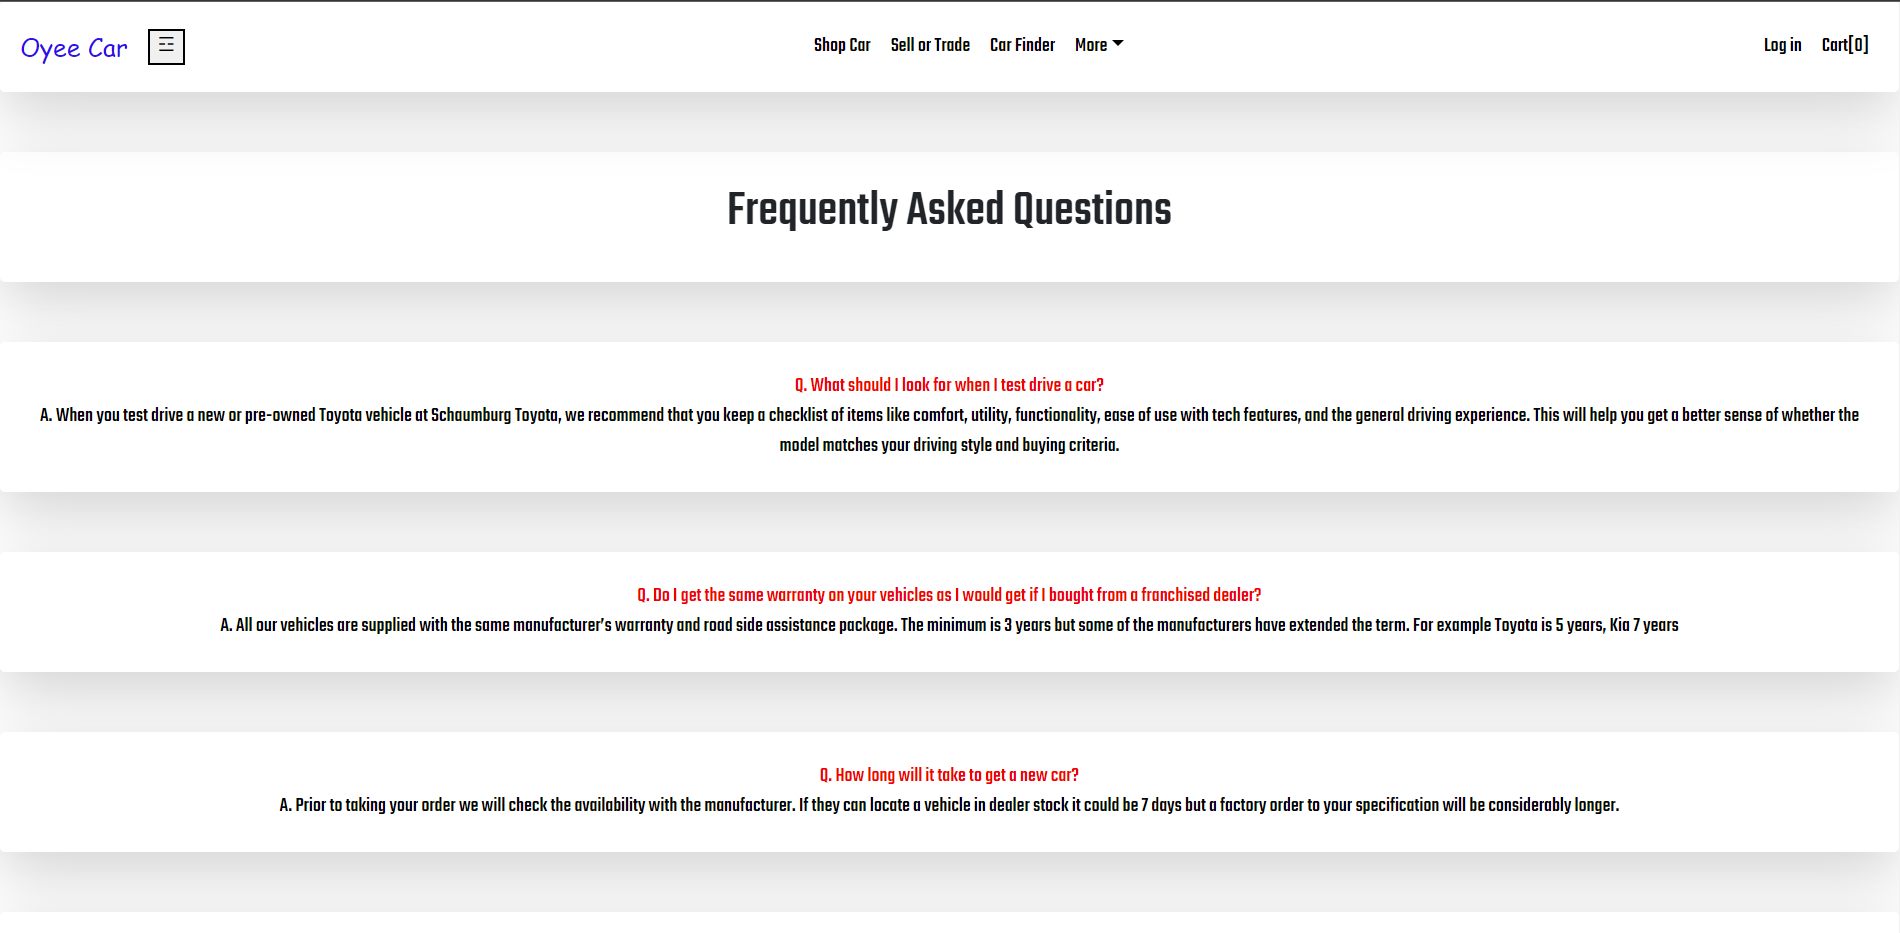 Oyee Car
Shop Car Sell or Trade Car Finder More
Log in Cart[0]
Frequently Asked Questions
Q. What should I look for when I test drive a car?
A. When you test drive a new or pre-owned Toyota vehicle at Schaumburg Toyota, we recommend that you keep a checklist of items like comfort, utility, functionality, ease of use with tech features, and the general driving experience. This will help you get a better sense of whether the
model matches your driving style and buying criteria.
Q. Do I get the same warranty on your vehicles as I would get if I bought from a franchised dealer?
A. All our vehicles are supplied with the same manufacturer’s warranty and road side assistance package. The minimum is 3 years but some of the manufacturers have extended the term. For example Toyota is 5 years, Kia 7 years
Q. How long will it take to get a new car?
A. Prior to taking your order we will check the availability with the manufacturer. If they can locate a vehicle in dealer stock it could be 7 days but a factory order to your specification will be considerably longer.